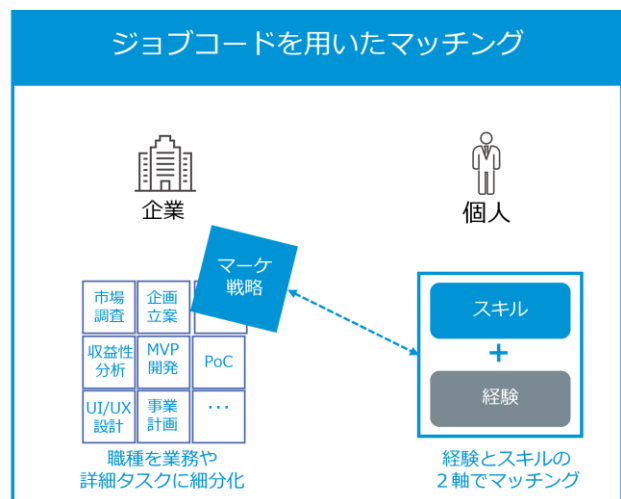 ジョブコードを用いたマッチング
企業
個人
マーケ
戦略
市場
調査
企画
立案
収益性
分析
MVP
開発
PoC
UI/UX
設計
事業
計画
･･･
職種を業務や
詳細タスクに細分化
スキル
+
経験
経験とスキルの
２軸でマッチング